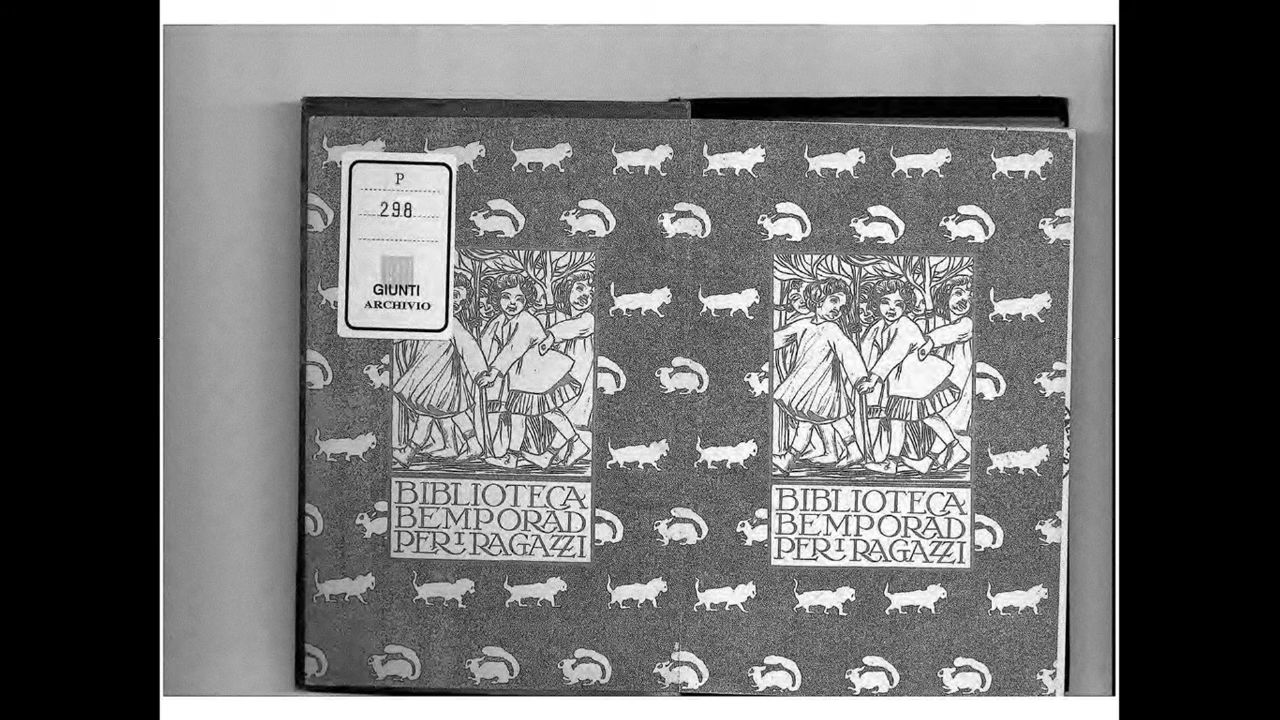 P
298
GIUNTI
ARCHIVIO
BIBLIOTECA
BEMPORAD
PER I RAGAZZI
BIBLIOTECA
BEMPORAD
PER I RAGAZZI